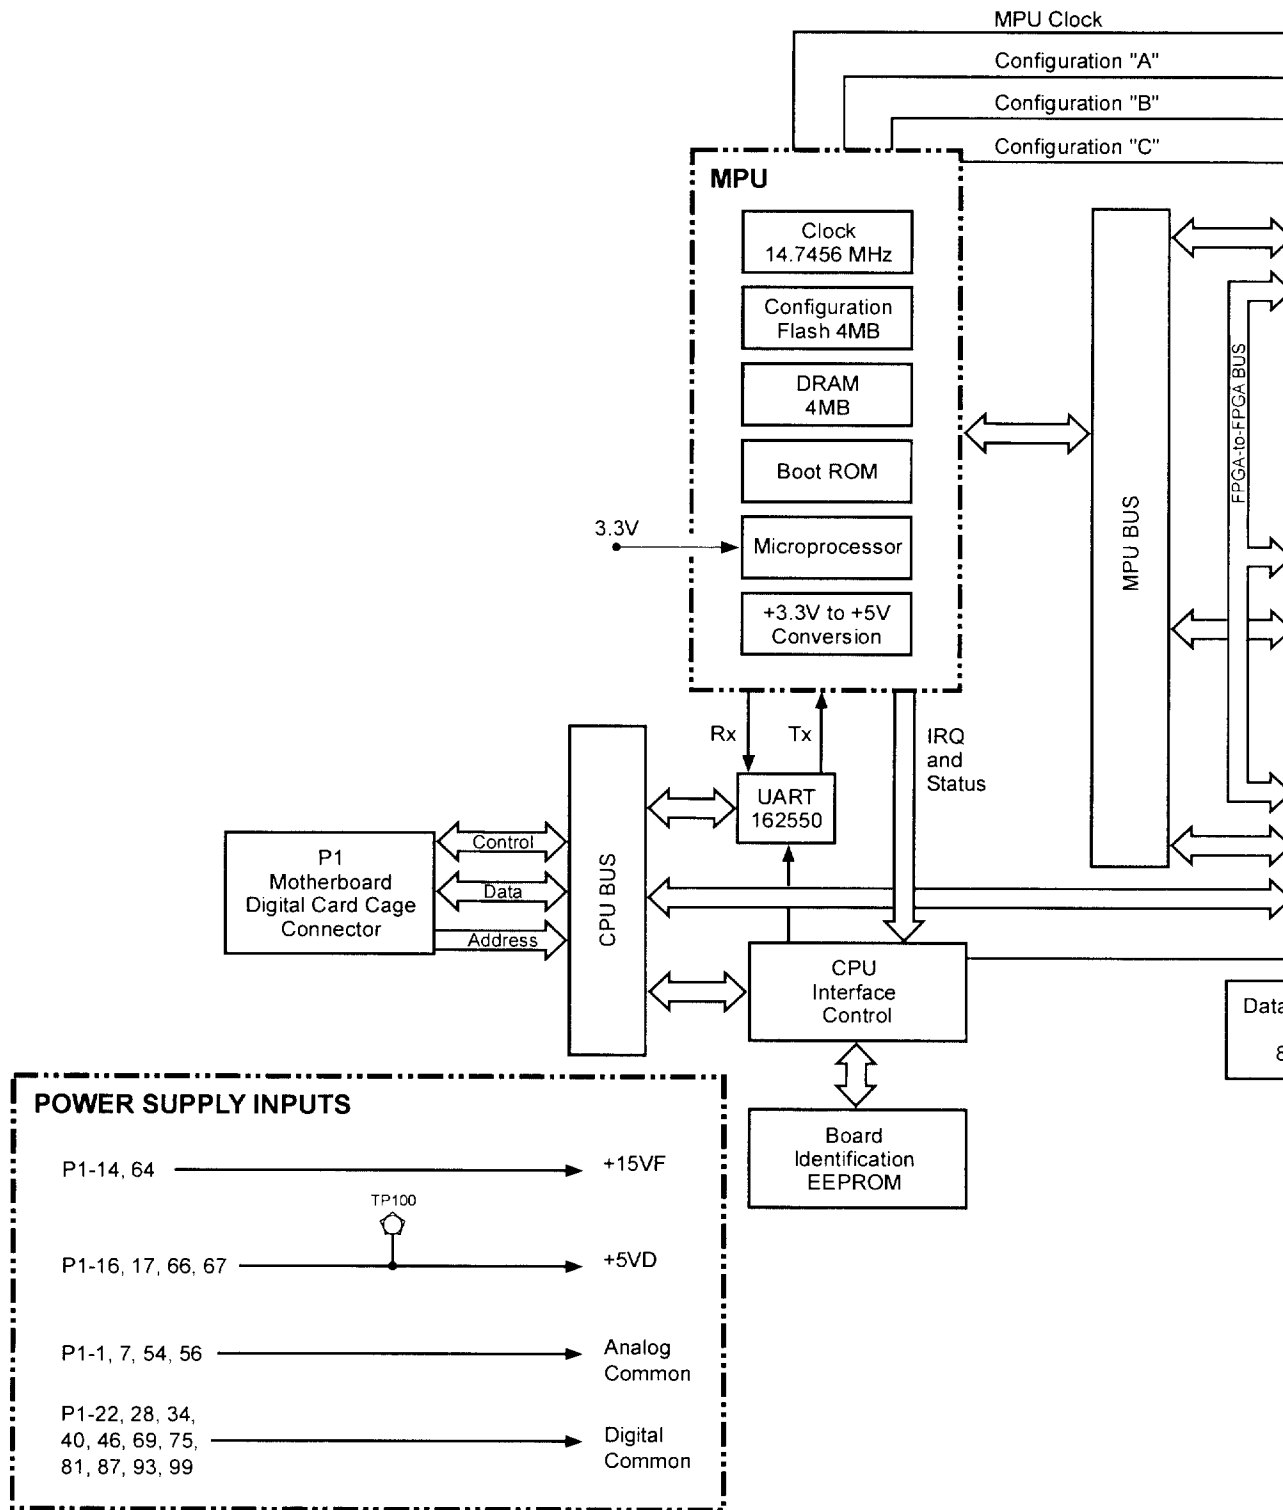 MPU Clock
Configuration "A"
Configuration "B"
Configuration "C"
MPU
Clock
14.7456 MHz
Configuration
Flash 4MB
DRAM
4MB
Boot ROM
3.3V
Microprocessor
+3.3V to +5V
Conversion
MPU BUS
FPGA-to-FPGA BUS
Rx
Tx
IRQ
and
Status
UART
162550
P1
Motherboard
Digital Card Cage
Connector
Control
Data
Address
CPU BUS
CPU
Interface
Control
Data
8
Board
Identification
EEPROM
POWER SUPPLY INPUTS
P1-14, 64
+15VF
TP100
P1-16, 17, 66, 67
+5VD
P1-1, 7, 54, 56
Analog
Common
P1-22, 28, 34,
40, 46, 69, 75,
81, 87, 93, 99
Digital
Common